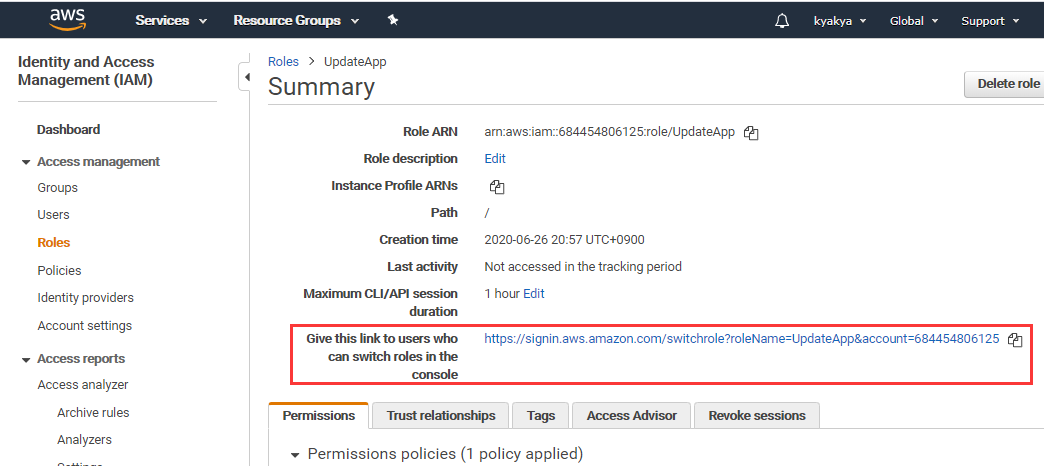 aws Services Resource Groups kyakya Global Support
Identity and Access
Management (IAM)
Dashboard
Access management
Groups
Users
Roles
Policies
Identity providers
Account settings
Access reports
Access analyzer
Archive rules
Analyzers
Roles > UpdateApp
Summary
Delete role
Role ARN arn:aws:iam::684454806125:role/UpdateApp
Role description Edit
Instance Profile ARNs
Path /
Creation time 2020-06-26 20:57 UTC+0900
Last activity Not accessed in the tracking period
Maximum CLI/API session 1 hour Edit
duration
Give this link to users who https://signin.aws.amazon.com/switchrole?roleName=UpdateApp&account=684454806125
can switch roles in the
console
Permissions Trust relationships Tags Access Advisor Revoke sessions
Permissions policies (1 policy applied)